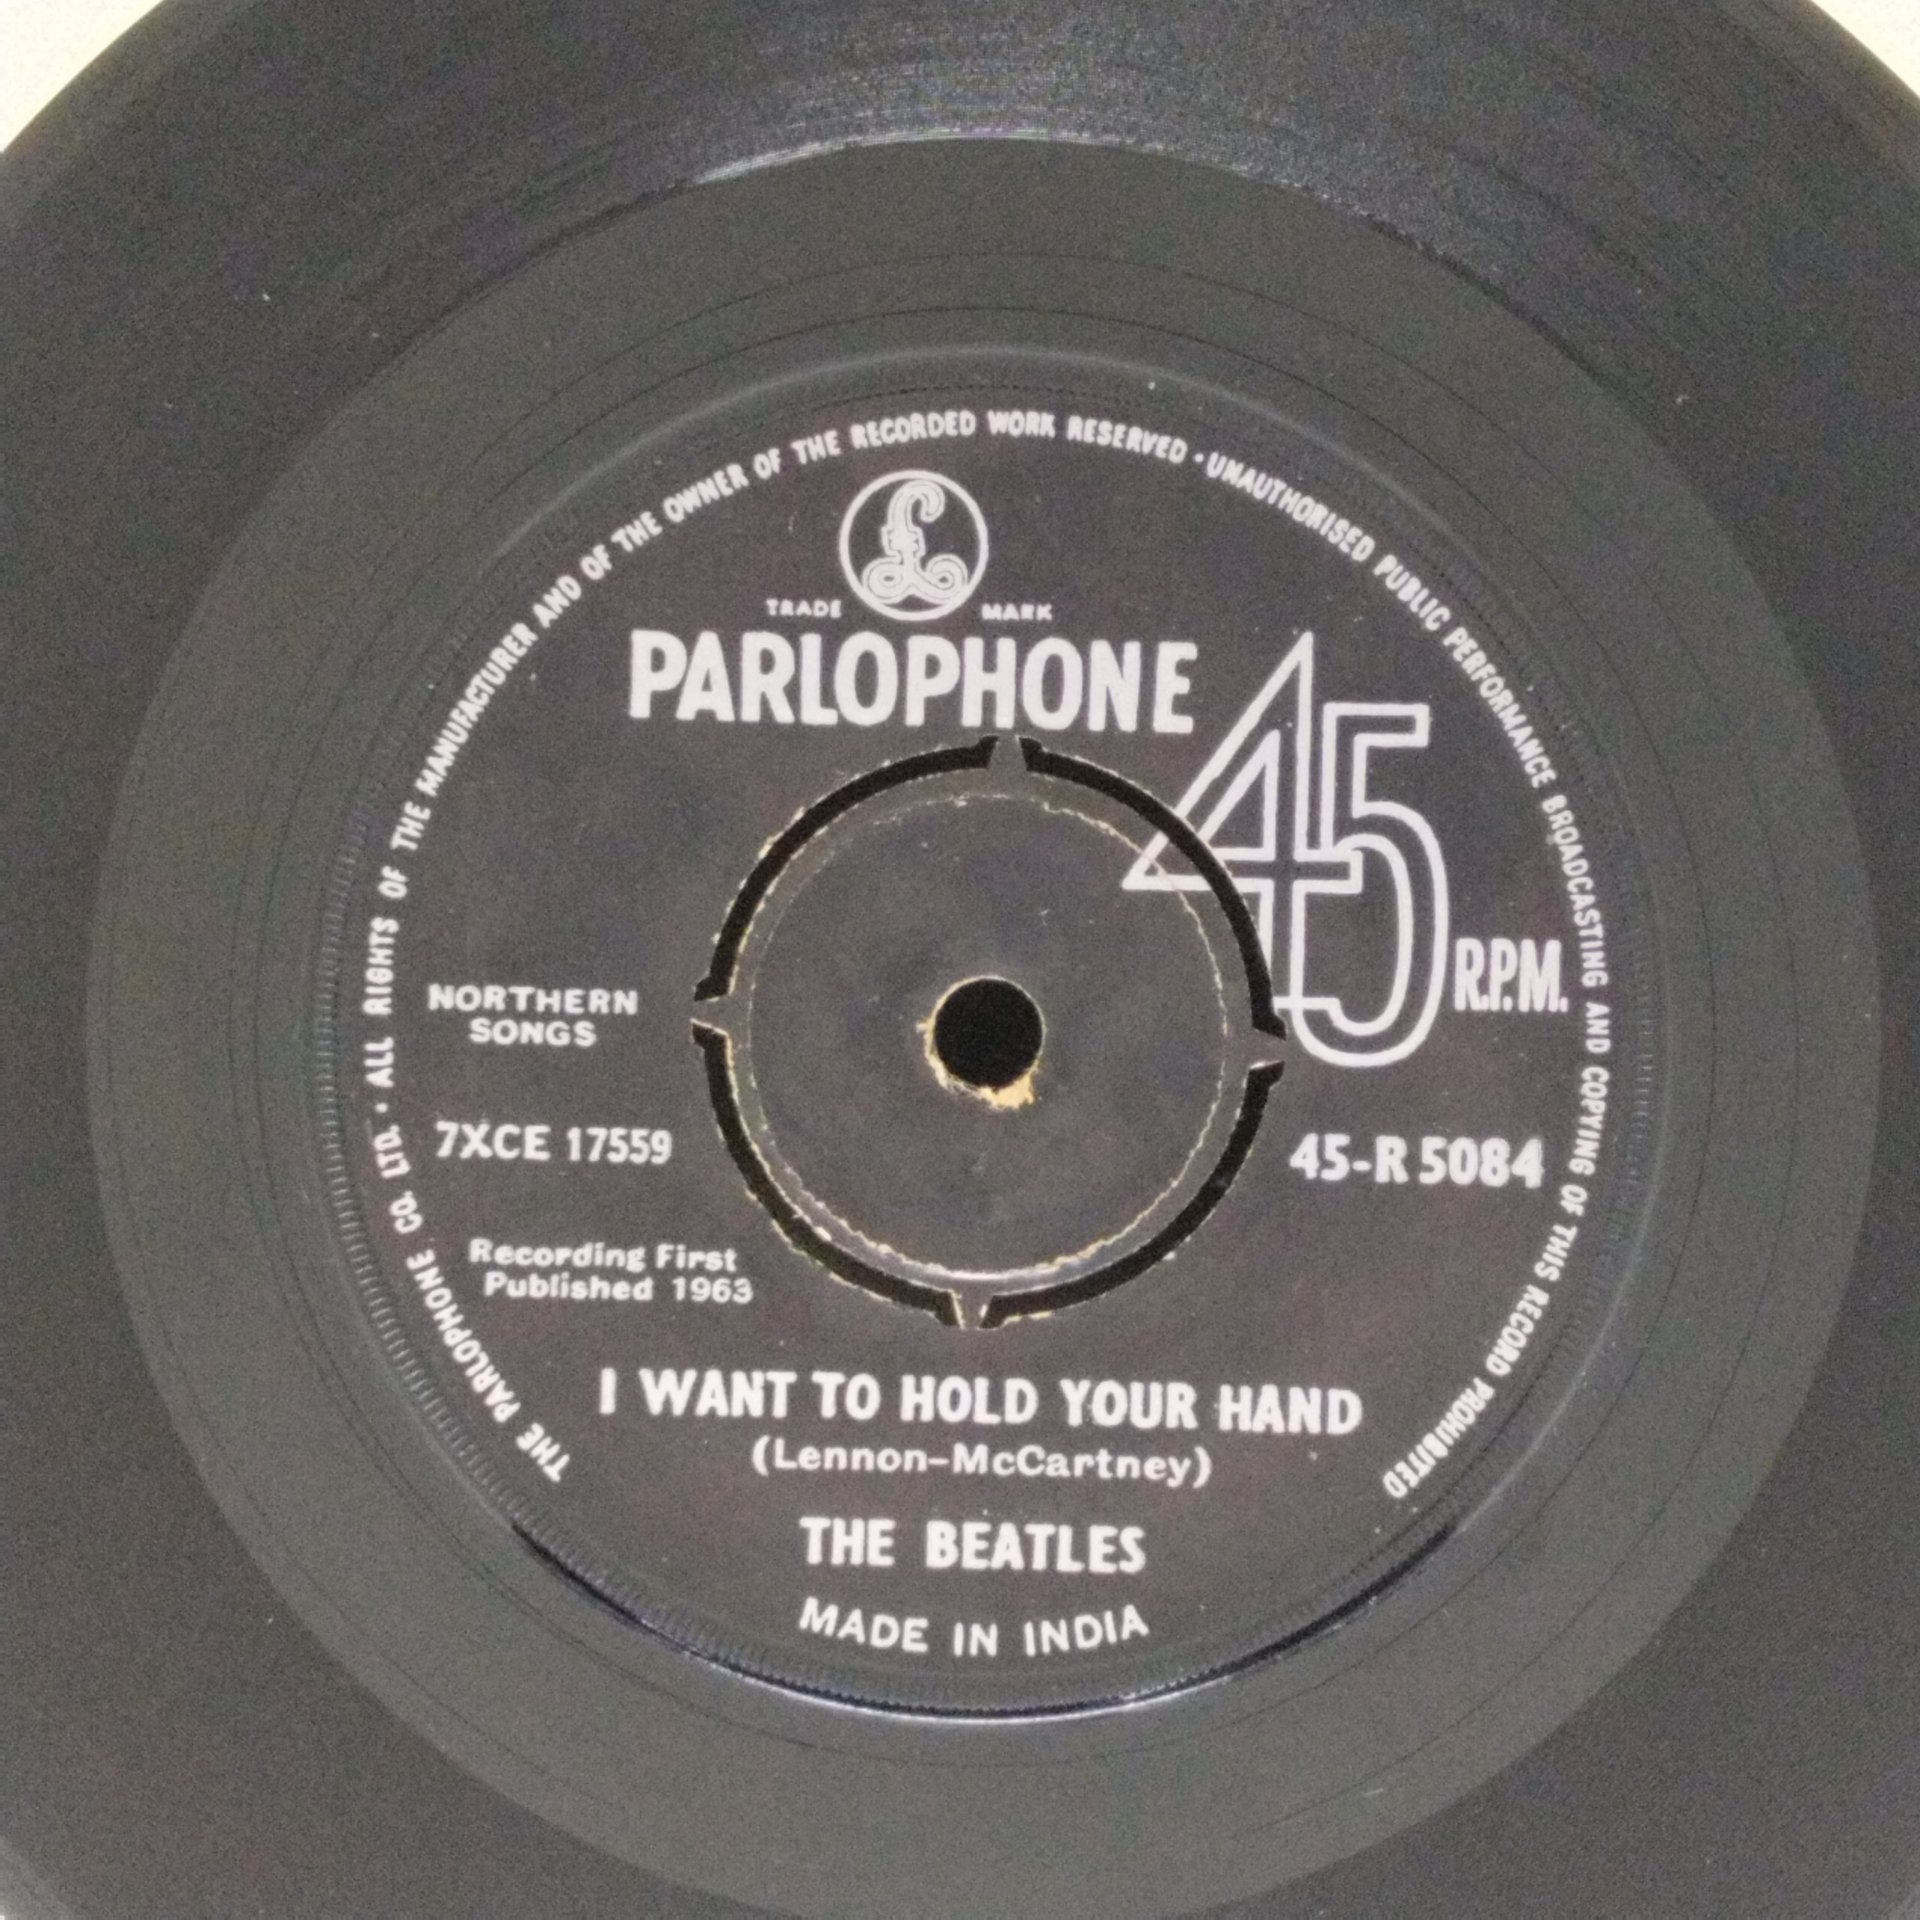 THE PARLOPHONE CO. LTD. · ALL RIGHTS OF THE MANUFACTURER AND OF THE OWNER OF THE RECORDED WORK RESERVED · UNAUTHORISED PUBLIC PERFORMANCE BROADCASTING AND COPYING OF THIS RECORD PROHIBITED
£
TRADE MARK
PARLOPHONE
45 R.P.M.
NORTHERN
SONGS
7XCE 17559
45-R 5084
Recording First
Published 1963
I WANT TO HOLD YOUR HAND
(Lennon-McCartney)
THE BEATLES
MADE IN INDIA